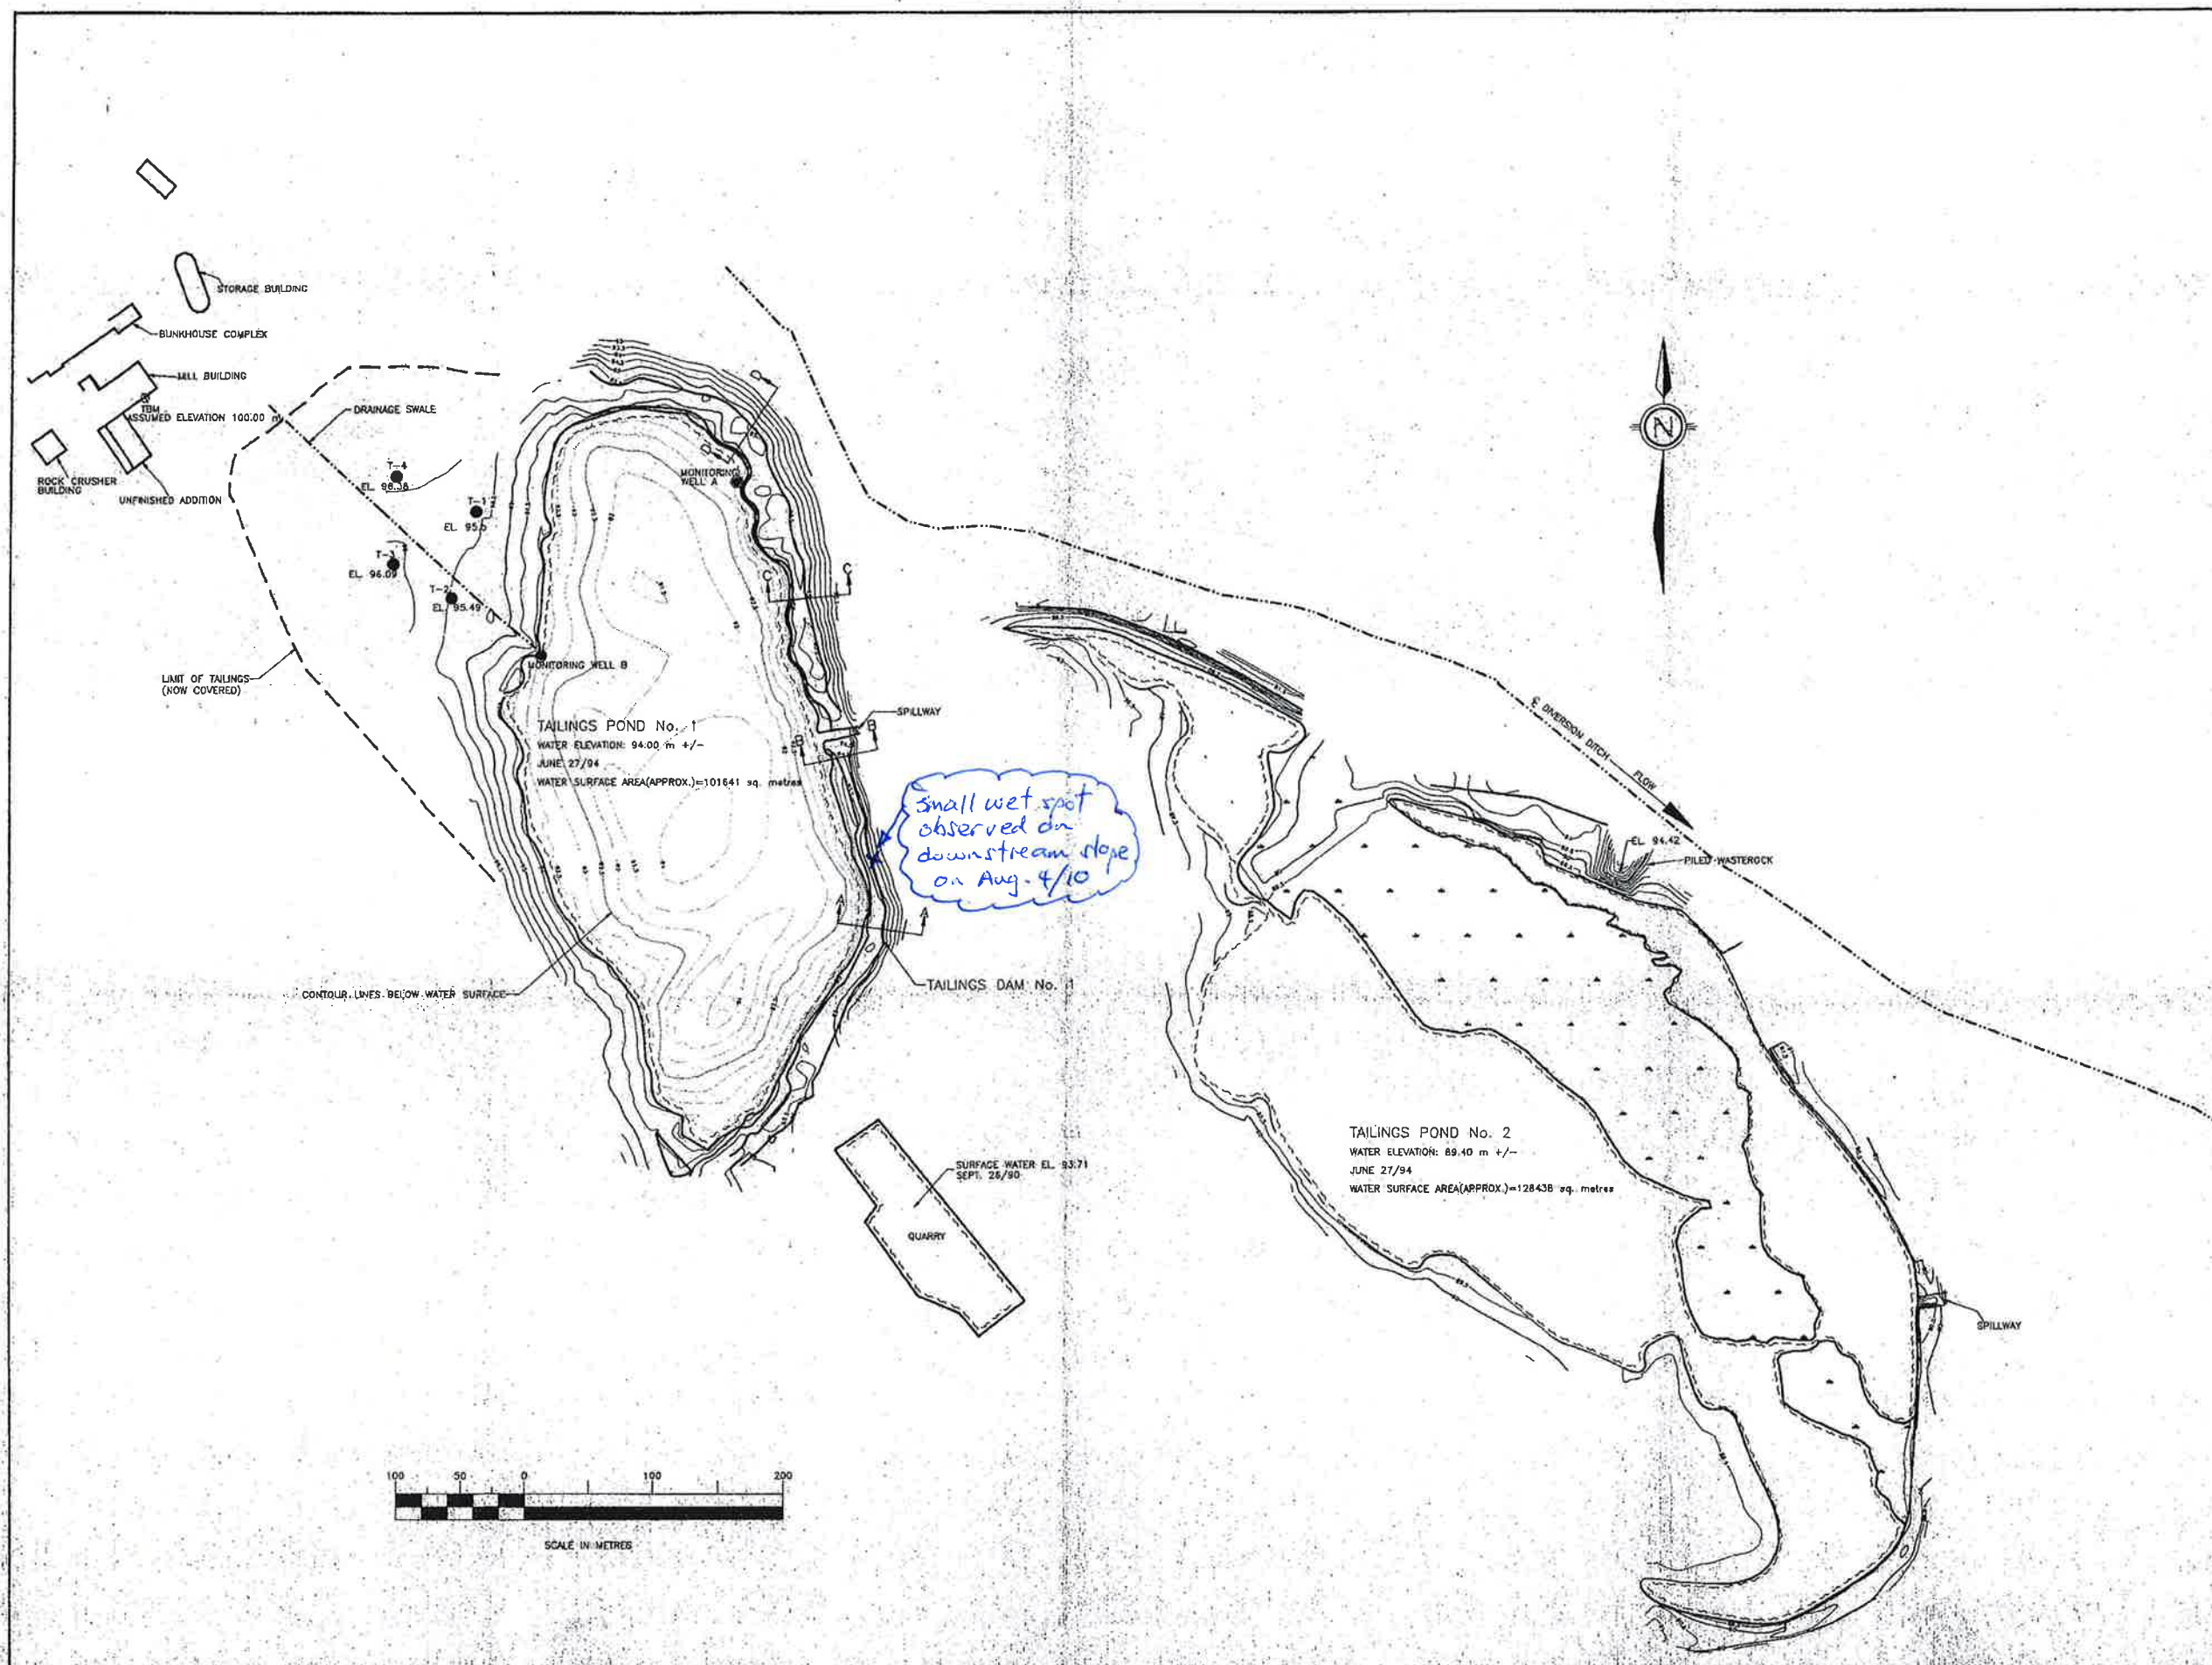 STORAGE BUILDING
BUNKHOUSE COMPLEX
MILL BUILDING
TBM
ASSUMED ELEVATION 100.00 m
DRAINAGE SWALE
ROCK CRUSHER
BUILDING
UNFINISHED ADDITION
T-4
T-1
EL 95.5
T-3
EL 96.09
T-2
EL 95.49
MONITORING
WELL A
MONITORING WELL B
LIMIT OF TAILINGS
(NOW COVERED)
D
D
C
C
N
TAILINGS POND No. 1
WATER ELEVATION: 94.00 m +/-
JUNE 27/94
WATER SURFACE AREA(APPROX.)=101641 sq. metres
SPILLWAY
B
B
small wet spot
observed on
downstream slope
on Aug. 4/10
A
A
TAILINGS DAM No. 1
CONTOUR LINES BELOW WATER SURFACE
℄ DIVERSION DITCH
FLOW
EL 94.42
PILED WASTEROCK
SURFACE WATER EL 93.71
SEPT. 26/90
QUARRY
TAILINGS POND No. 2
WATER ELEVATION: 89.40 m +/-
JUNE 27/94
WATER SURFACE AREA(APPROX.)=128438 sq. metres
SPILLWAY
100 50 0 100 200
SCALE IN METRES